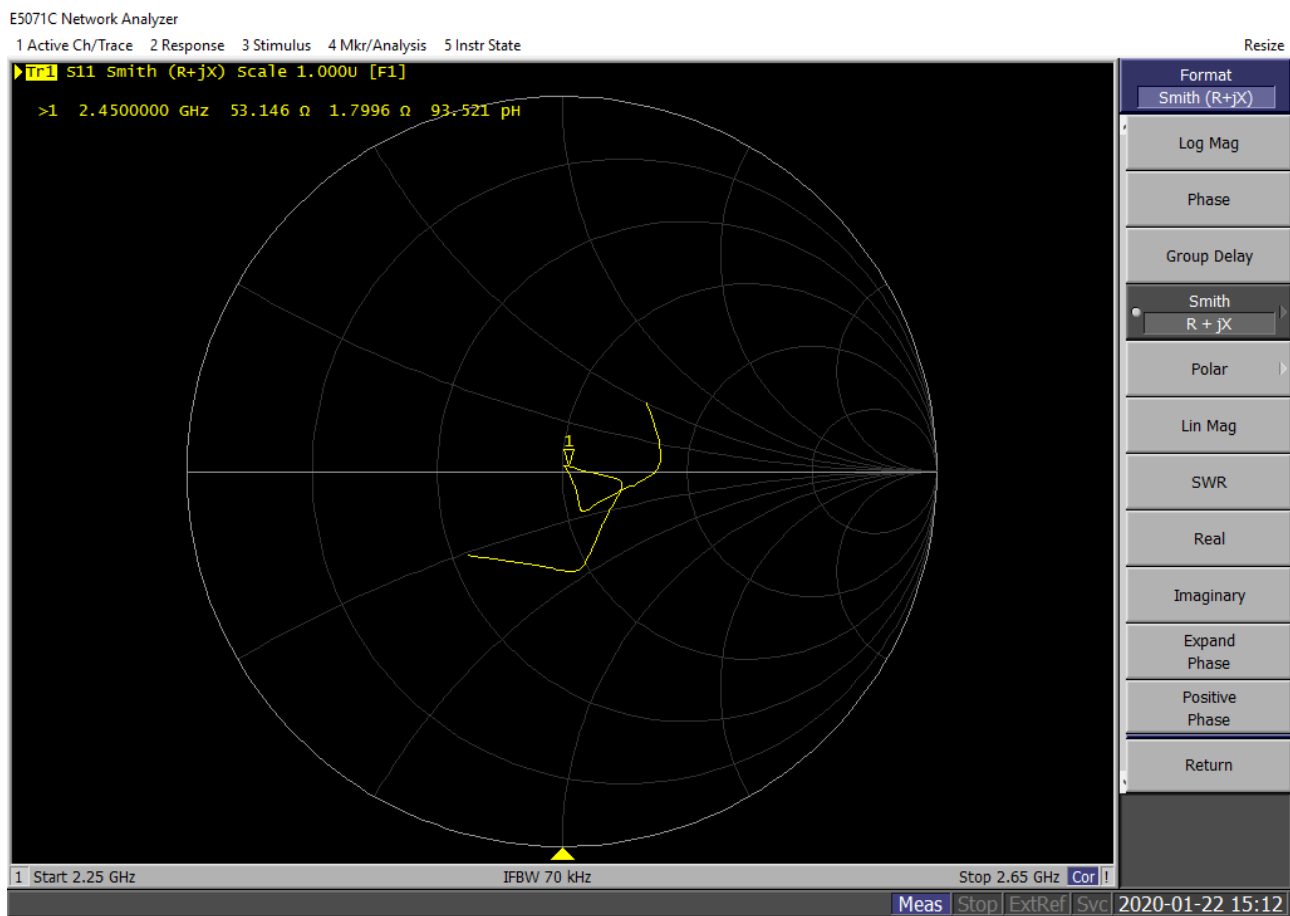 E5071C Network Analyzer
1 Active Ch/Trace 2 Response 3 Stimulus 4 Mkr/Analysis 5 Instr State Resize
Tr1 S11 Smith (R+jX) Scale 1.000U [F1]
>1 2.4500000 GHz 53.146 Ω 1.7996 Ω 93.521 pH
1
Format
Smith (R+jX)
Log Mag
Phase
Group Delay
Smith
R + jX
Polar
Lin Mag
SWR
Real
Imaginary
Expand
Phase
Positive
Phase
Return
1 Start 2.25 GHz IFBW 70 kHz Stop 2.65 GHz Cor !
Meas Stop ExtRef Svc 2020-01-22 15:12